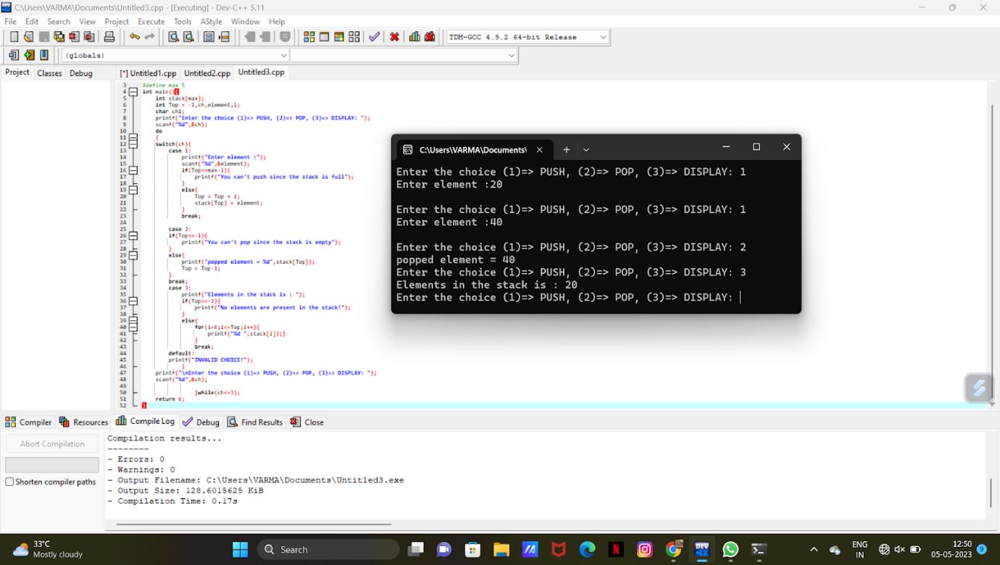 C:\Users\VARMA\Documents\Untitled3.cpp - [Executing] - Dev-C++ 5.11
File Edit Search View Project Execute Tools AStyle Window Help
TDM-GCC 4.9.2 64-bit Release
(globals)
Project Classes Debug
[*] Untitled1.cpp Untitled2.cpp Untitled3.cpp
3 #define max 5
4 int main(){
5 int stack[max];
6 int Top = -1,ch,element,i;
7 char ch1;
8 printf("Enter the choice (1)=> PUSH, (2)=> POP, (3)=> DISPLAY: ");
9 scanf("%d",&ch);
10 do
11 {
12 switch(ch){
13 case 1:
14 printf("Enter element :");
15 scanf("%d",&element);
16 if(Top==max-1){
17 printf("You can't push since the stack is full");
18 }
19 else{
20 Top = Top + 1;
21 stack[Top] = element;
22 }
23 break;
24
25 case 2:
26 if(Top==-1){
27 printf("You can't pop since the stack is empty");
28 }
29 else{
30 printf("popped element = %d",stack[Top]);
31 Top = Top-1;
32 }
33 break;
34 case 3:
35 printf("Elements in the stack is : ");
36 if(Top==-1){
37 printf("No elements are present in the stack!");
38 }
39 else{
40 for(i=0;i<=Top;i++){
41 printf("%d ",stack[i]);}
42 }
43 break;
44 default:
45 printf("INVALID CHOICE!");
46 }
47 printf("\nEnter the choice (1)=> PUSH, (2)=> POP, (3)=> DISPLAY: ");
48 scanf("%d",&ch);
49
50 }while(ch<=3);
51 return 0;
52 }
C:\Users\VARMA\Documents\
Enter the choice (1)=> PUSH, (2)=> POP, (3)=> DISPLAY: 1
Enter element :20
Enter the choice (1)=> PUSH, (2)=> POP, (3)=> DISPLAY: 1
Enter element :40
Enter the choice (1)=> PUSH, (2)=> POP, (3)=> DISPLAY: 2
popped element = 40
Enter the choice (1)=> PUSH, (2)=> POP, (3)=> DISPLAY: 3
Elements in the stack is : 20
Enter the choice (1)=> PUSH, (2)=> POP, (3)=> DISPLAY:
Compiler Resources Compile Log Debug Find Results Close
Abort Compilation
Shorten compiler paths
Compilation results...
--------
- Errors: 0
- Warnings: 0
- Output Filename: C:\Users\VARMA\Documents\Untitled3.exe
- Output Size: 128.6015625 KiB
- Compilation Time: 0.17s
33°C
Mostly cloudy
Search
DEV
N
ENG
IN
12:50
05-05-2023
9